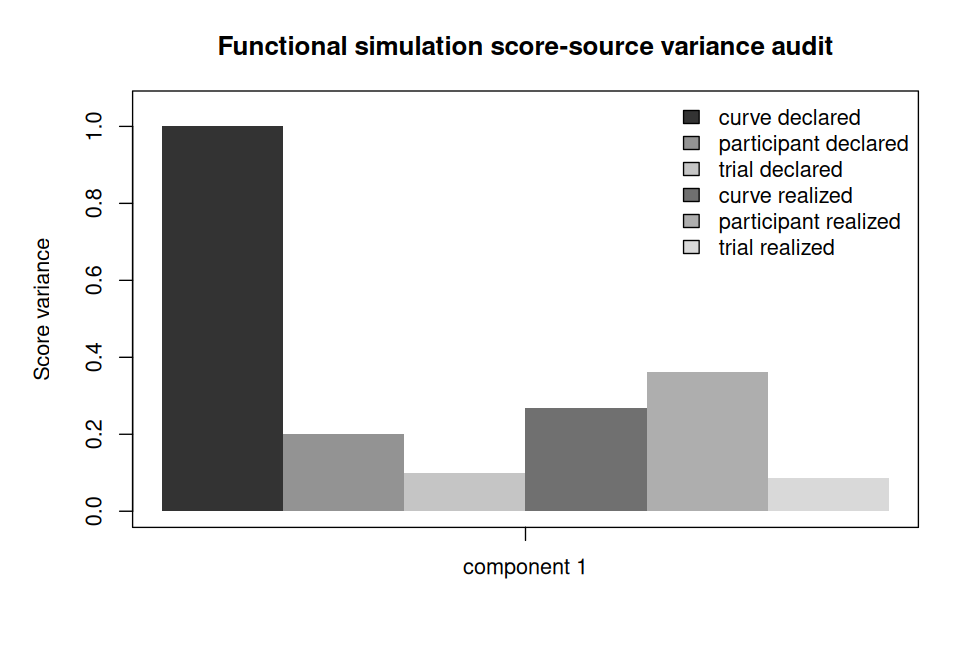 Functional simulation score-source variance audit
Score variance
1.0
0.8
0.6
0.4
0.2
0.0
curve declared
participant declared
trial declared
curve realized
participant realized
trial realized
component 1